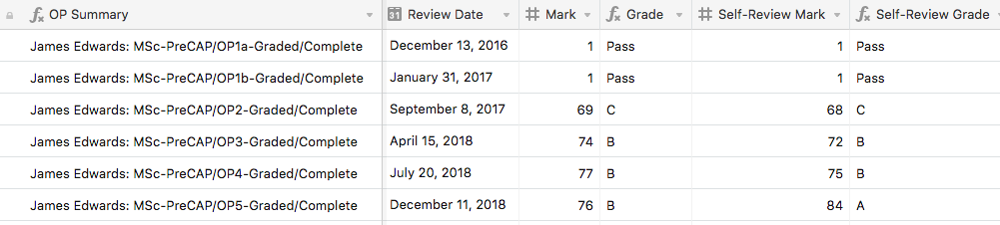 OP Summary Review Date Mark Grade Self-Review Mark Self-Review Grade
James Edwards: MSc-PreCAP/OP1a-Graded/Complete December 13, 2016 1 Pass 1 Pass
James Edwards: MSc-PreCAP/OP1b-Graded/Complete January 31, 2017 1 Pass 1 Pass
James Edwards: MSc-PreCAP/OP2-Graded/Complete September 8, 2017 69 C 68 C
James Edwards: MSc-PreCAP/OP3-Graded/Complete April 15, 2018 74 B 72 B
James Edwards: MSc-PreCAP/OP4-Graded/Complete July 20, 2018 77 B 75 B
James Edwards: MSc-PreCAP/OP5-Graded/Complete December 11, 2018 76 B 84 A